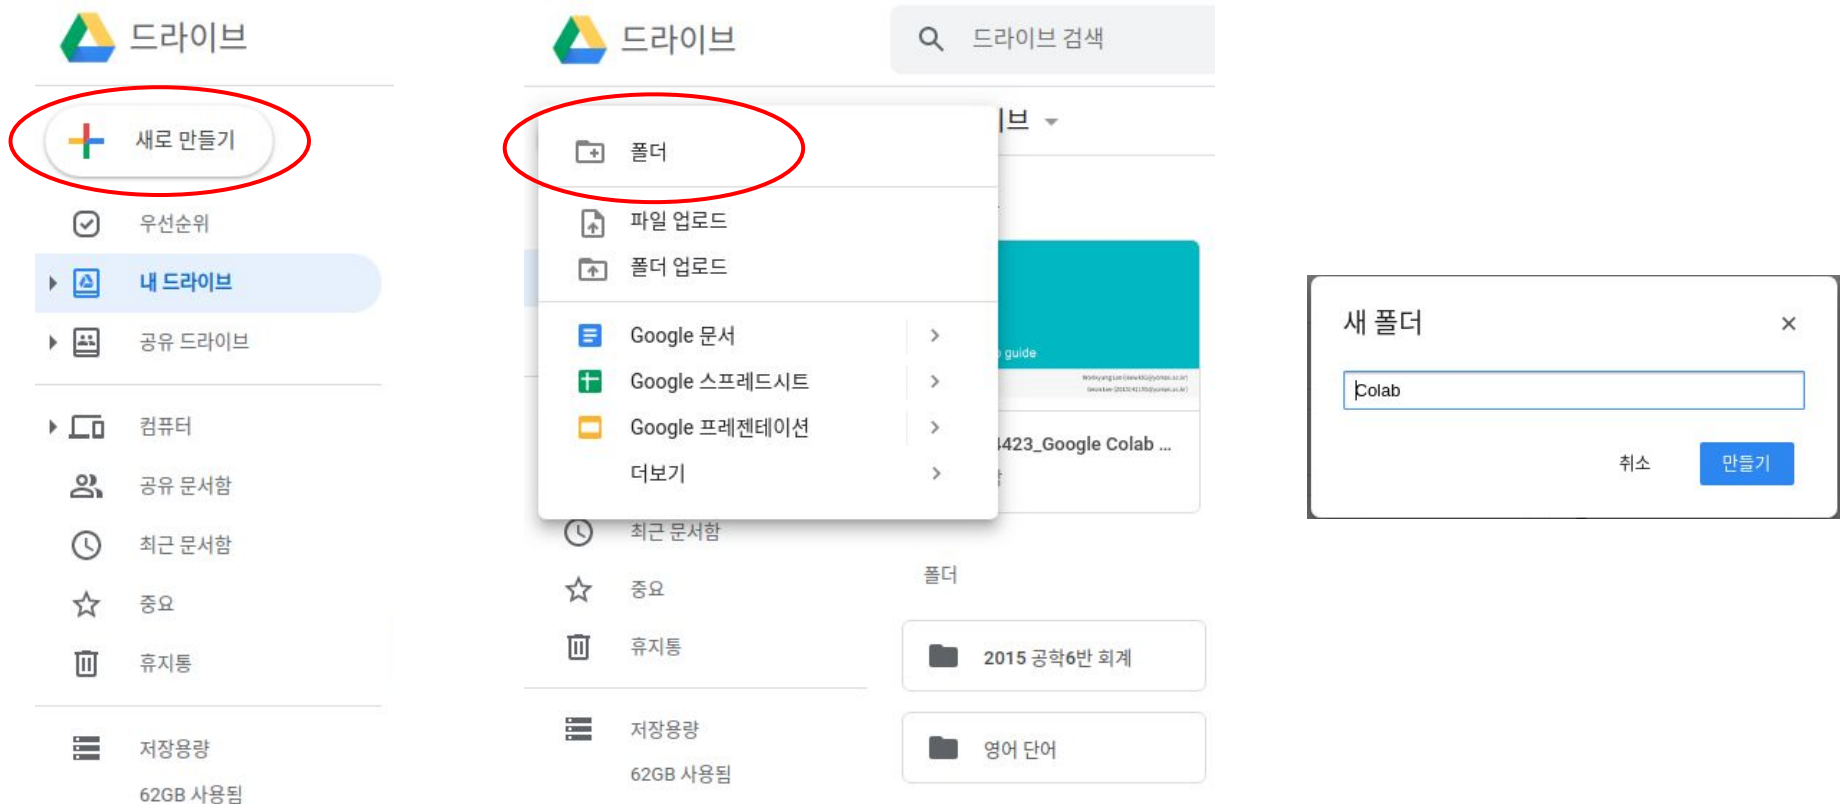 드라이브
새로 만들기
우선순위
내 드라이브
공유 드라이브
컴퓨터
공유 문서함
최근 문서함
중요
휴지통
저장용량
62GB 사용됨
드라이브
드라이브 검색
브
폴더
파일 업로드
폴더 업로드
Google 문서
Google 스프레드시트
Google 프레젠테이션
더보기
guide
4423_Google Colab ...
최근 문서함
중요
휴지통
저장용량
62GB 사용됨
폴더
2015 공학6반 회계
영어 단어
새 폴더
Colab
취소
만들기